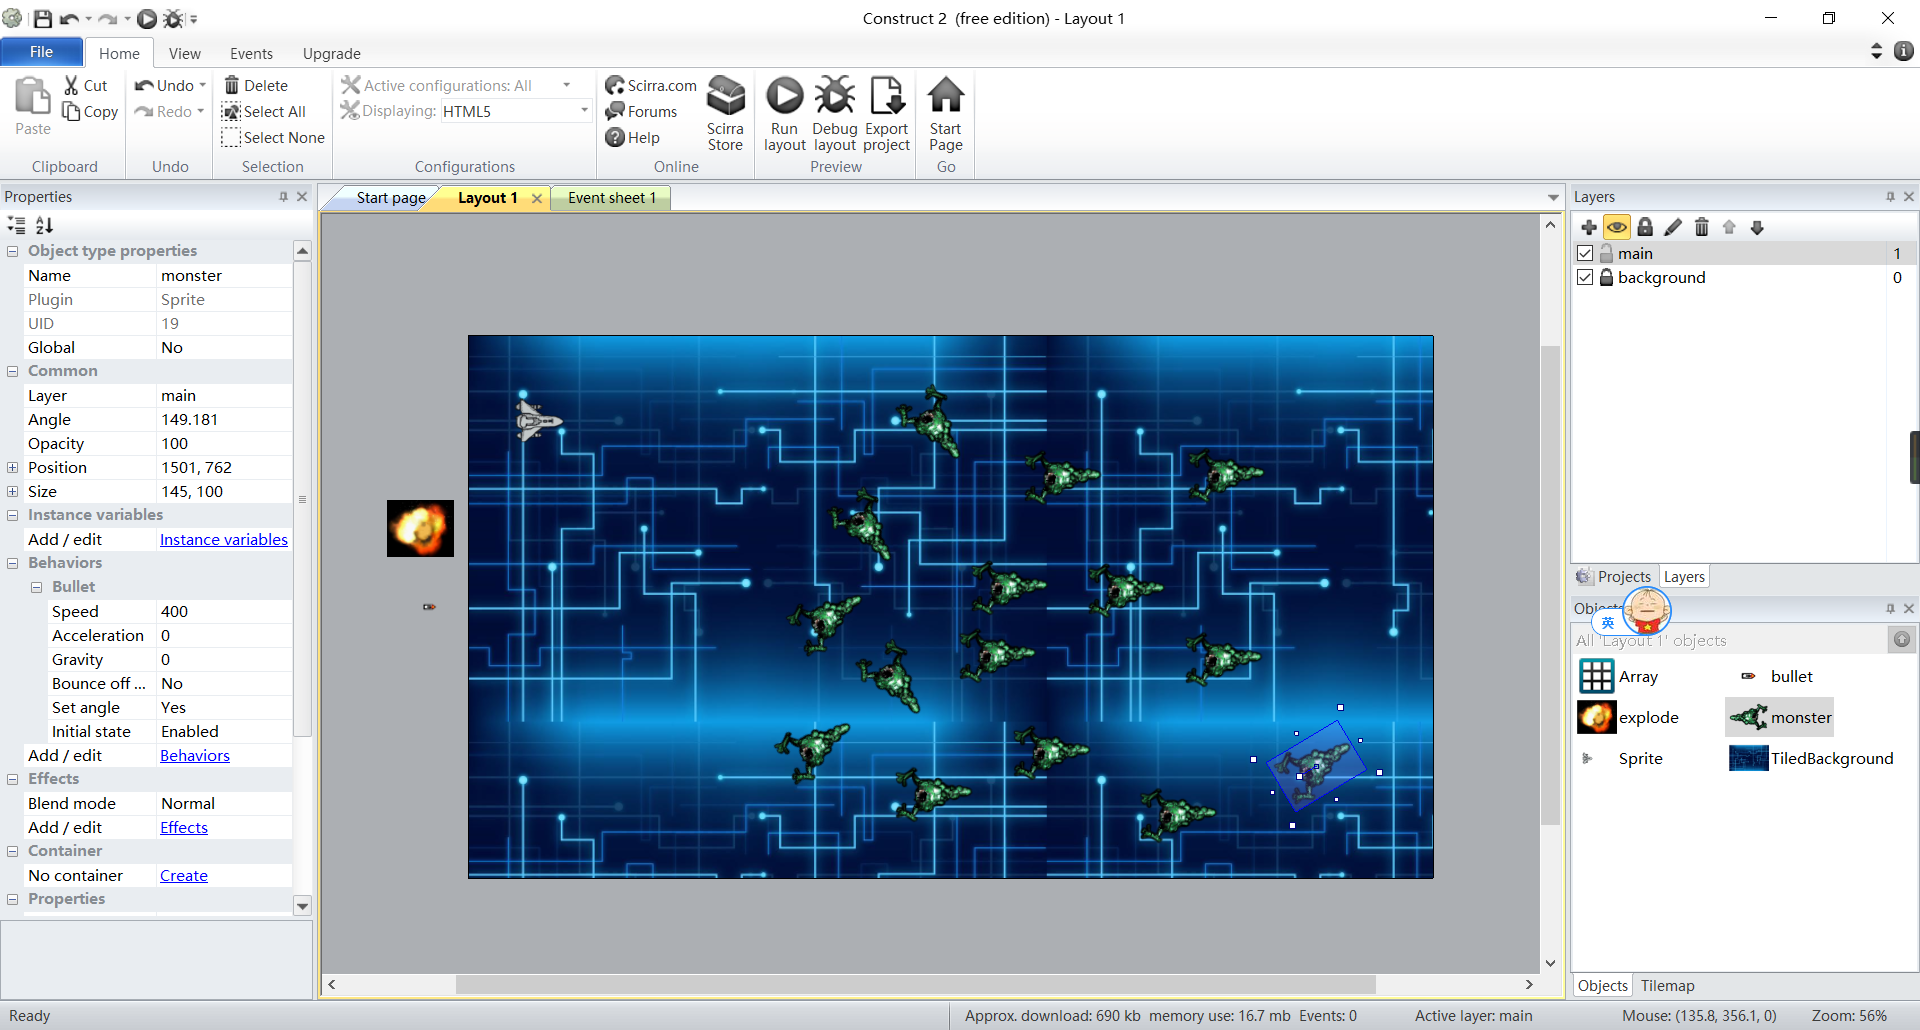 Construct 2  (free edition) - Layout 1
File Home View Events Upgrade
Paste
Cut
Copy
Clipboard
Undo
Redo
Undo
Delete
Select All
Select None
Selection
Active configurations: All
Displaying: HTML5
Configurations
Scirra.com
Forums
Help
Scirra
Store
Online
Run
layout
Debug
layout
Export
project
Preview
Start
Page
Go
Properties
Object type properties
Name monster
Plugin Sprite
UID 19
Global No
Common
Layer main
Angle 149.181
Opacity 100
Position 1501, 762
Size 145, 100
Instance variables
Add / edit Instance variables
Behaviors
Bullet
Speed 400
Acceleration 0
Gravity 0
Bounce off ... No
Set angle Yes
Initial state Enabled
Add / edit Behaviors
Effects
Blend mode Normal
Add / edit Effects
Container
No container Create
Properties
Start page Layout 1 Event sheet 1
Layers
main 1
background 0
Projects Layers
英
All 'Layout 1' objects
Array bullet
explode monster
Sprite TiledBackground
Objects Tilemap
Ready
Approx. download: 690 kb  memory use: 16.7 mb  Events: 0 Active layer: main Mouse: (135.8, 356.1, 0) Zoom: 56%